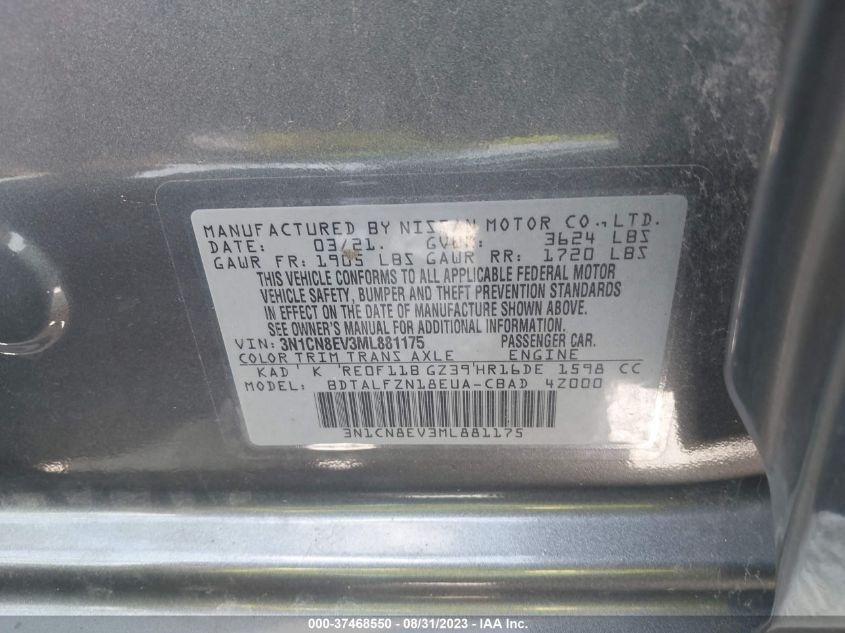 MANUFACTURED BY NISSAN MOTOR CO., LTD.
DATE: 03/21. GVWR: 3624 LBS
GAWR FR: 1905 LBS GAWR RR: 1720 LBS
THIS VEHICLE CONFORMS TO ALL APPLICABLE FEDERAL MOTOR
VEHICLE SAFETY, BUMPER AND THEFT PREVENTION STANDARDS
IN EFFECT ON THE DATE OF MANUFACTURE SHOWN ABOVE.
SEE OWNER'S MANUAL FOR ADDITIONAL INFORMATION.
VIN: 3N1CN8EV3ML881175 PASSENGER CAR.
COLOR TRIM TRANS AXLE ENGINE
KAD ' K 'RE0F11B GZ39'HR16DE 1598 CC
MODEL: BDTALFZN18EUA-CBAD 4Z000
3N1CN8EV3ML881175
000-37468550 - 08/31/2023 - IAA Inc.